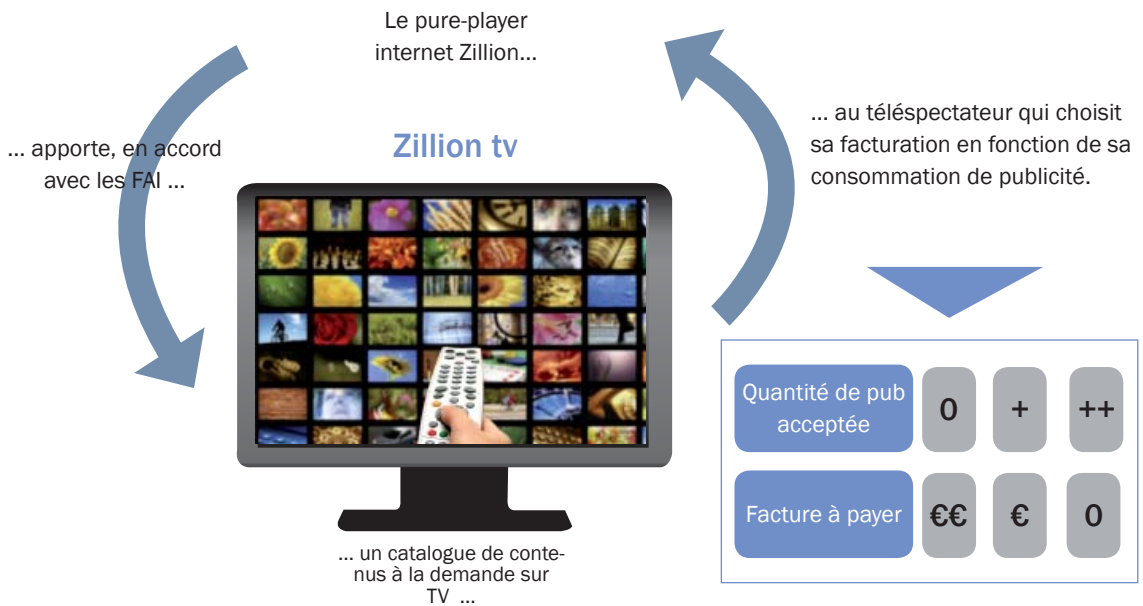 Le pure-player
internet Zillion...
... apporte, en accord
avec les FAI ...
Zillion tv
... un catalogue de conte-
nus à la demande sur
TV ...
... au téléspectateur qui choisit
sa facturation en fonction de sa
consommation de publicité.
Quantité de pub
acceptée
0 + ++
Facture à payer
€€ € 0